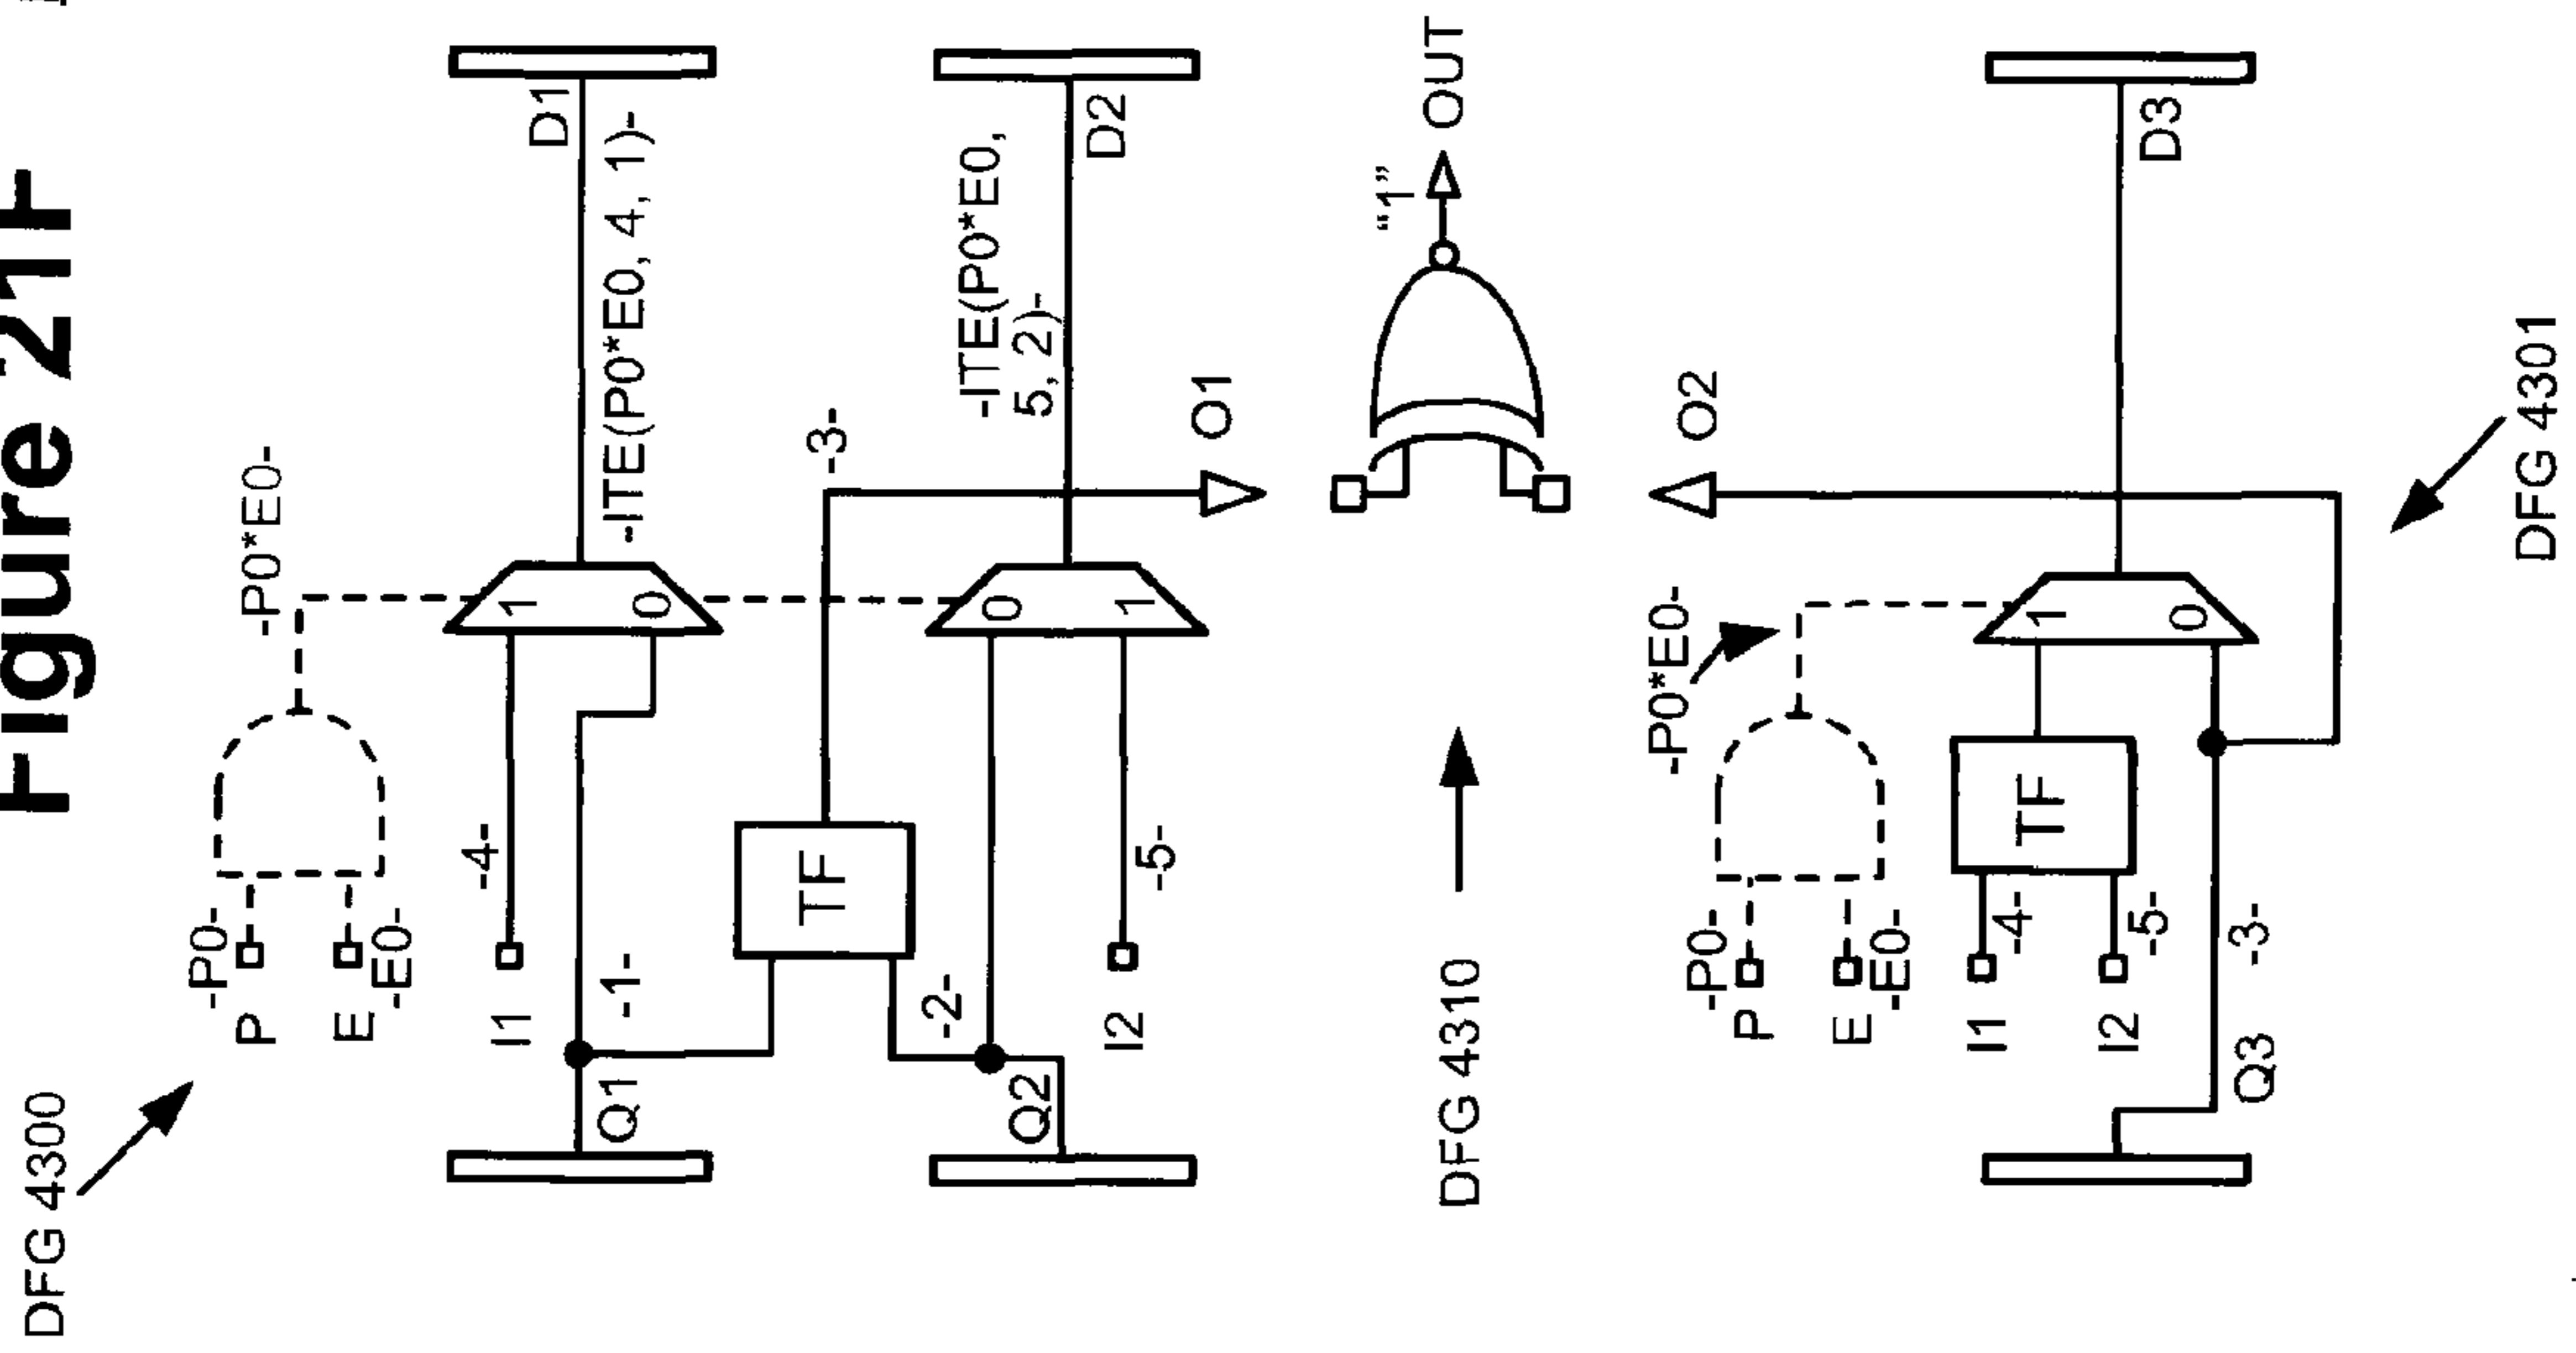 Figure 21F
DFG 4300
-P0-
P
E
-E0-
-P0*E0-
I1
-4-
1
0
D1
-ITE(P0*E0, 4, 1)-
Q1
-1-
TF
-3-
-2-
Q2
0
1
-ITE(P0*E0,
5, 2)-
D2
I2
-5-
O1
DFG 4310
"1"
OUT
O2
-P0*E0-
-P0-
P
E
-E0-
I1
-4-
I2
-5-
TF
1
0
D3
Q3
-3-
DFG 4301